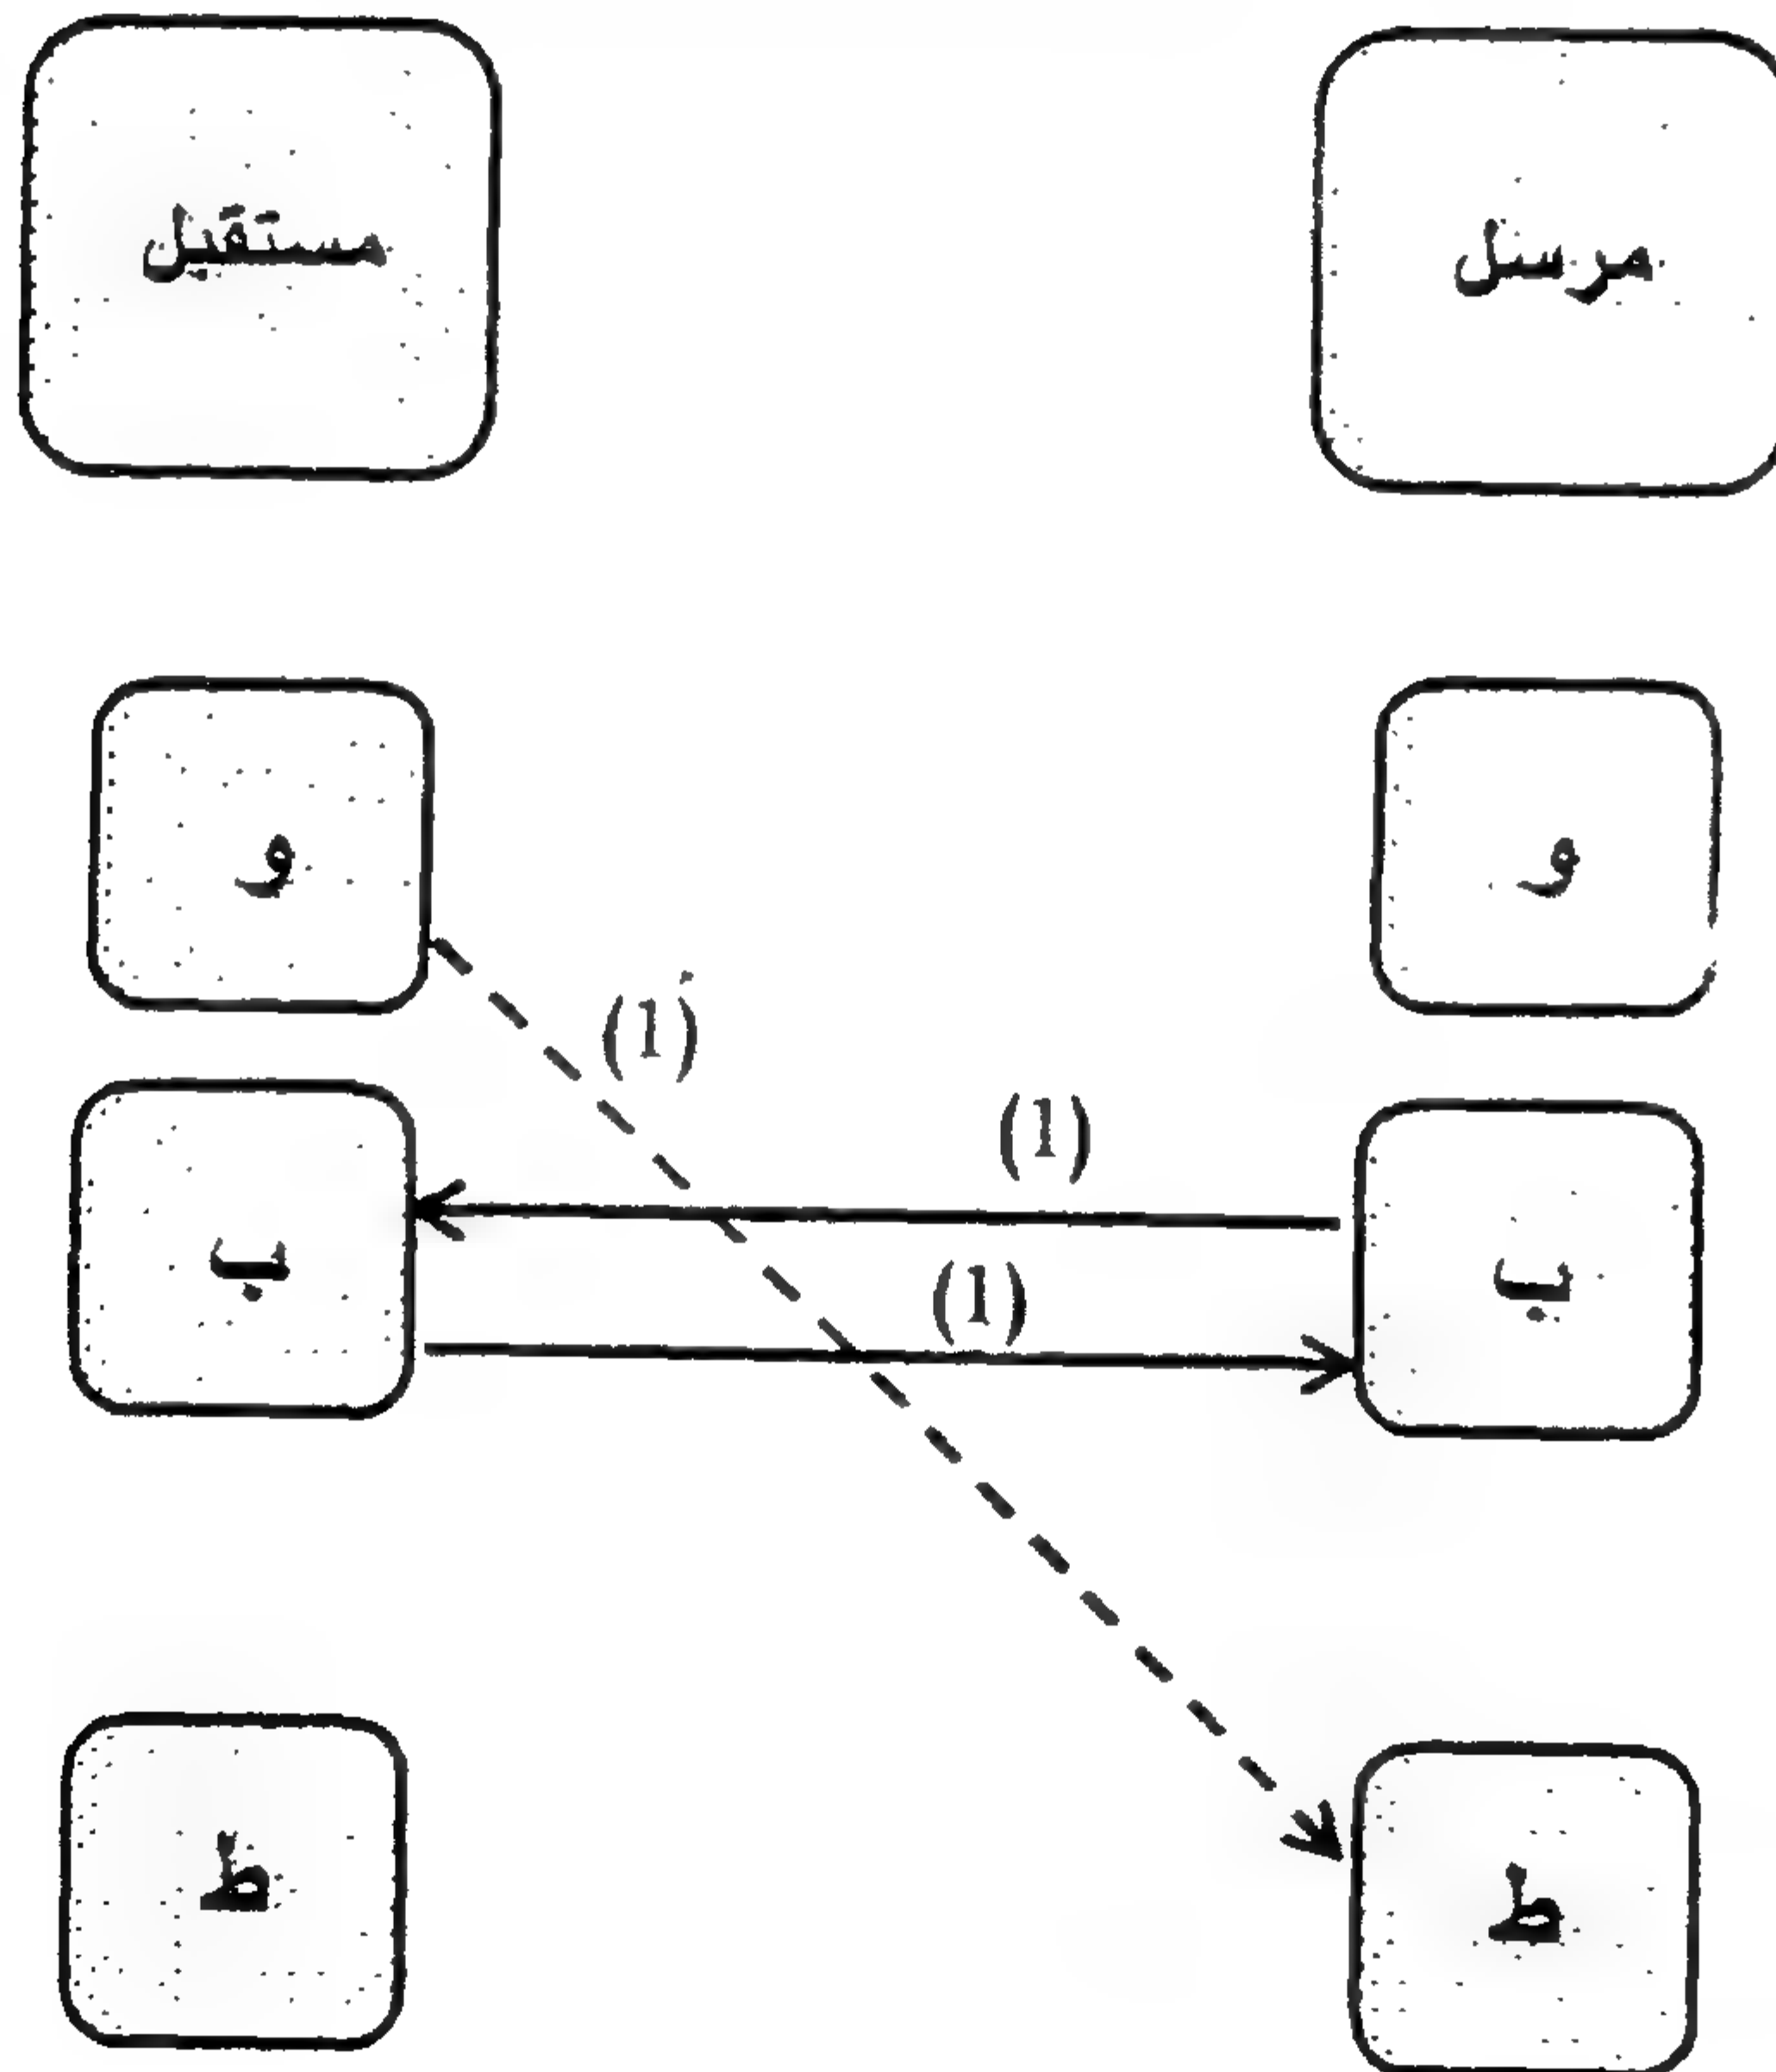 مرسل مستقبل
و و
(1)
(1)
(1)
ب ب
ط ط